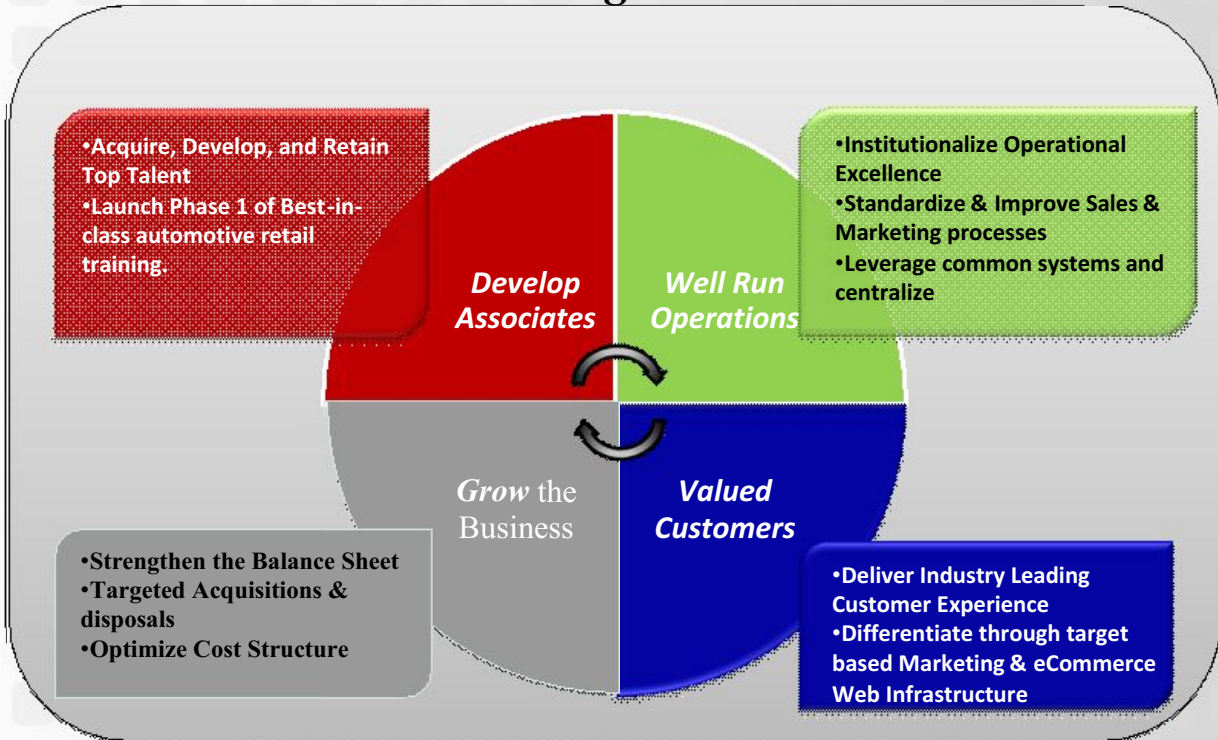 •Acquire, Develop, and Retain
Top Talent
•Launch Phase 1 of Best-in-
class automotive retail
training.
•Institutionalize Operational
Excellence
•Standardize & Improve Sales &
Marketing processes
•Leverage common systems and
centralize
Develop
Associates
Well Run
Operations
Grow the
Business
Valued
Customers
•Strengthen the Balance Sheet
•Targeted Acquisitions &
disposals
•Optimize Cost Structure
•Deliver Industry Leading
Customer Experience
•Differentiate through target
based Marketing & eCommerce
Web Infrastructure